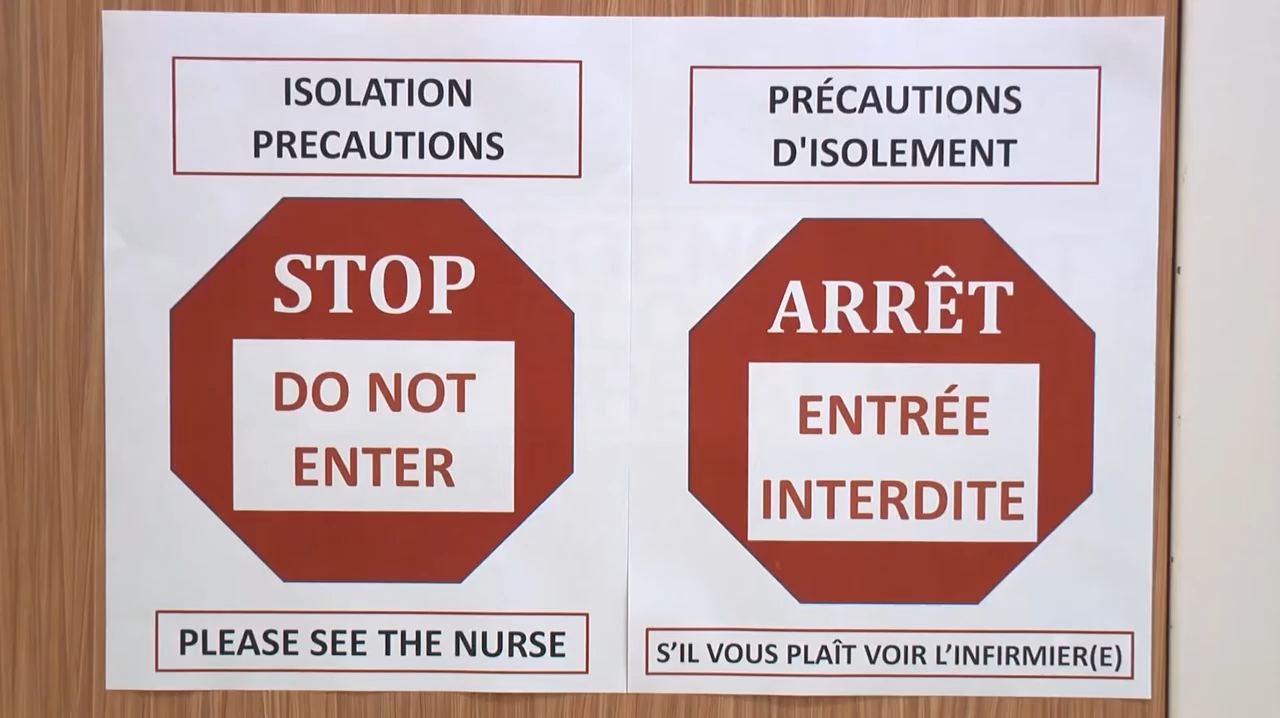 ISOLATION
PRECAUTIONS
STOP
DO NOT
ENTER
PLEASE SEE THE NURSE
PRÉCAUTIONS
D'ISOLEMENT
ARRÊT
ENTRÉE
INTERDITE
S’IL VOUS PLAÎT VOIR L’INFIRMIER(E)